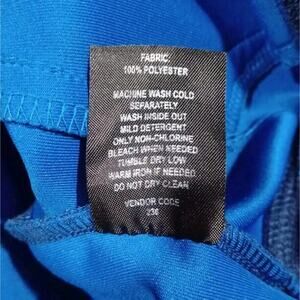 FABRIC:
100% POLYESTER
MACHINE WASH COLD
SEPARATELY
WASH INSIDE OUT
MILD DETERGENT
ONLY NON-CHLORINE
BLEACH WHEN NEEDED
TUMBLE DRY LOW
WARM IRON IF NEEDED
DO NOT DRY CLEAN
VENDOR CODE
236